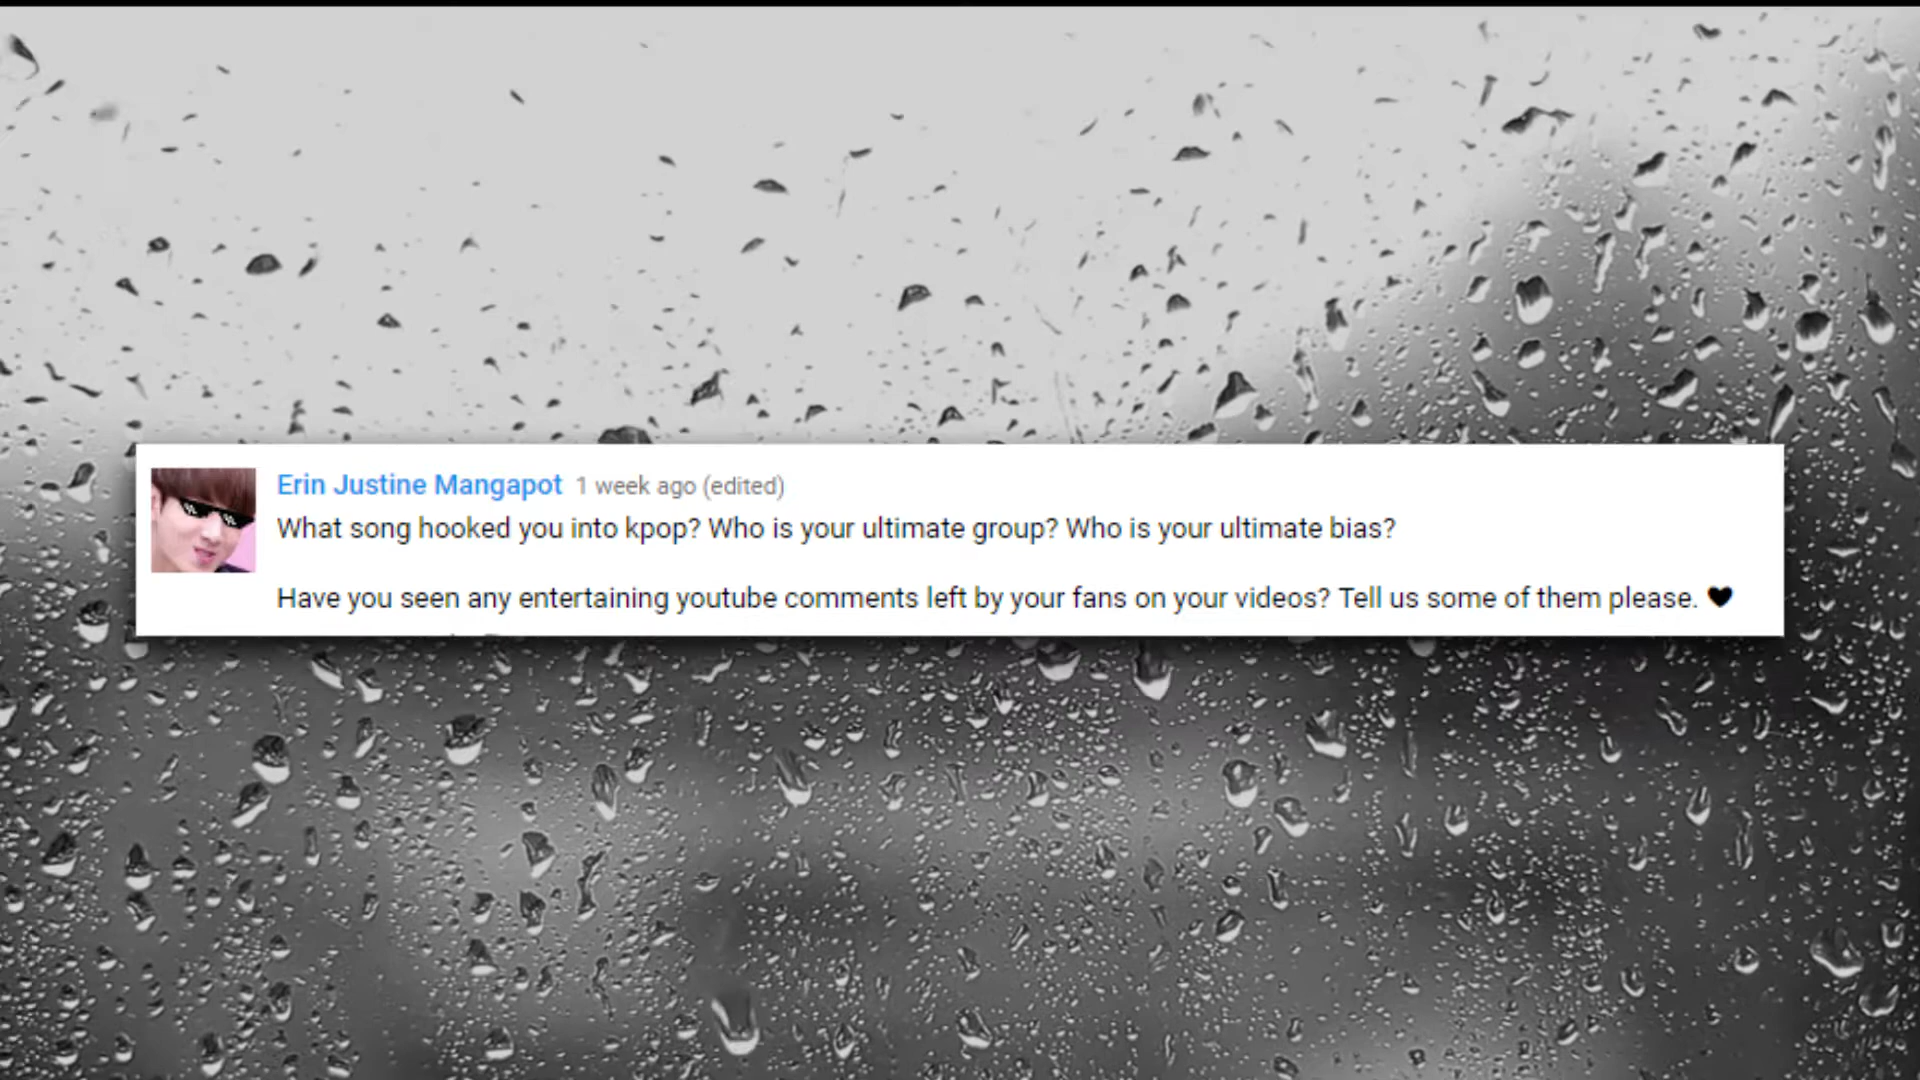 Erin Justine Mangapot 1 week ago (edited)
What song hooked you into kpop? Who is your ultimate group? Who is your ultimate bias?
Have you seen any entertaining youtube comments left by your fans on your videos? Tell us some of them please. ♥